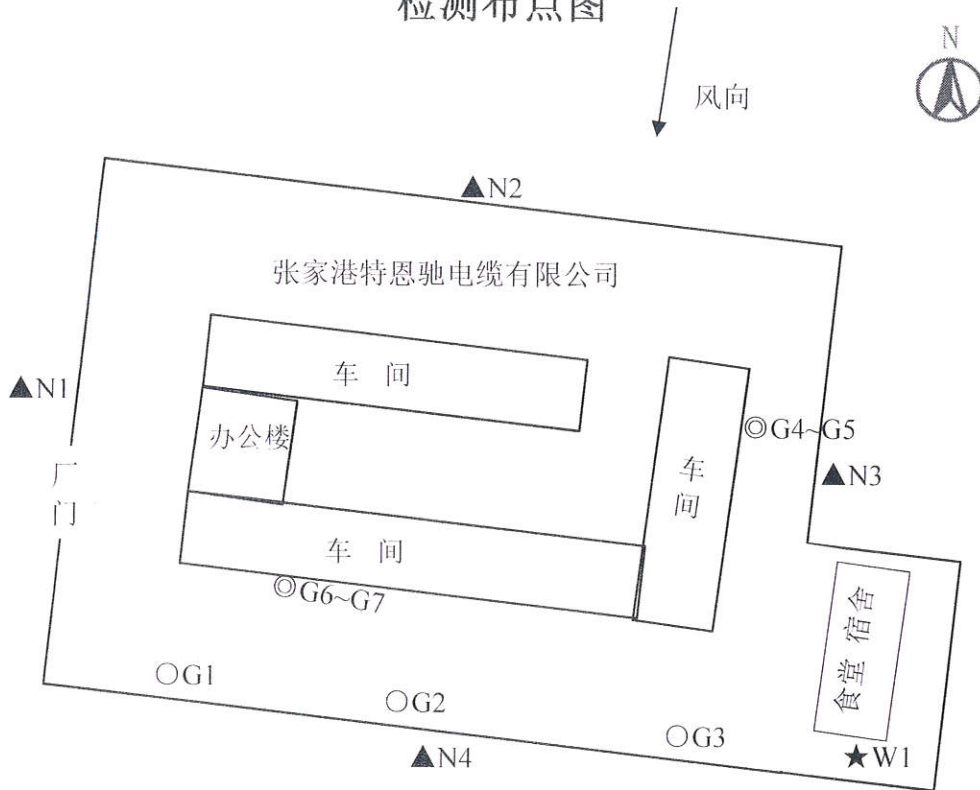 检测布点图
N
风向
▲N2
张家港特恩驰电缆有限公司
车 间
▲N1
办公楼
◎G4~G5
厂门
车间
▲N3
车 间
◎G6~G7
食堂 宿舍
○G1
○G2
○G3
▲N4
★W1